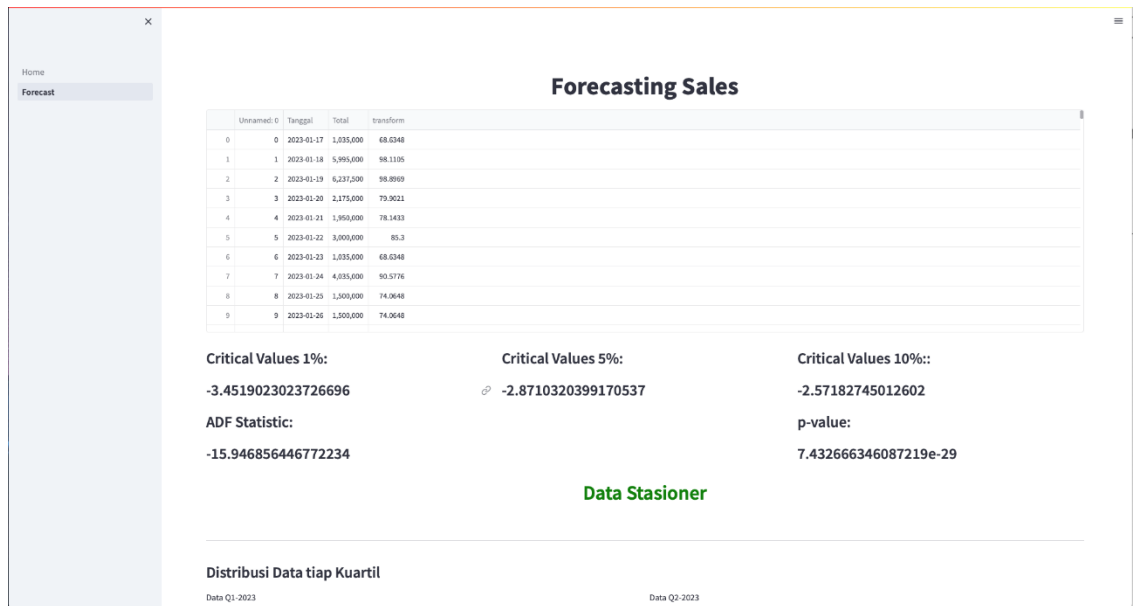 Home
Forecast
Forecasting Sales
Unnamed: 0 Tanggal Total transform
0 0 2023-01-17 1,035,000 68.6348
1 1 2023-01-18 5,995,000 98.1105
2 2 2023-01-19 6,237,500 98.8969
3 3 2023-01-20 2,175,000 79.9021
4 4 2023-01-21 1,950,000 78.1433
5 5 2023-01-22 3,000,000 85.3
6 6 2023-01-23 1,035,000 68.6348
7 7 2023-01-24 4,035,000 90.5776
8 8 2023-01-25 1,500,000 74.0648
9 9 2023-01-26 1,500,000 74.0648
Critical Values 1%: Critical Values 5%: Critical Values 10%::
-3.4519023023726696 -2.8710320399170537 -2.57182745012602
ADF Statistic: p-value:
-15.946856446772234 7.432666346087219e-29
Data Stasioner
Distribusi Data tiap Kuartil
Data Q1-2023 Data Q2-2023